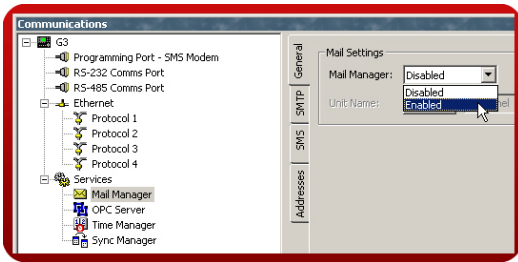 Communications
G3
Programming Port - SMS Modem
RS-232 Comms Port
RS-485 Comms Port
Ethernet
Protocol 1
Protocol 2
Protocol 3
Protocol 4
Services
Mail Manager
OPC Server
Time Manager
Sync Manager
General
SMTP
SMS
Addresses
Mail Settings
Mail Manager: Disabled
Disabled
Enabled
Unit Name: